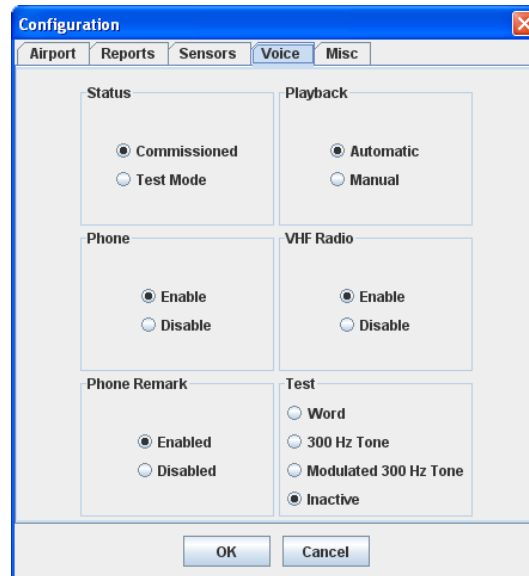 Configuration
Airport Reports Sensors Voice Misc
Status
Commissioned
Test Mode
Playback
Automatic
Manual
Phone
Enable
Disable
VHF Radio
Enable
Disable
Phone Remark
Enabled
Disabled
Test
Word
300 Hz Tone
Modulated 300 Hz Tone
Inactive
OK Cancel